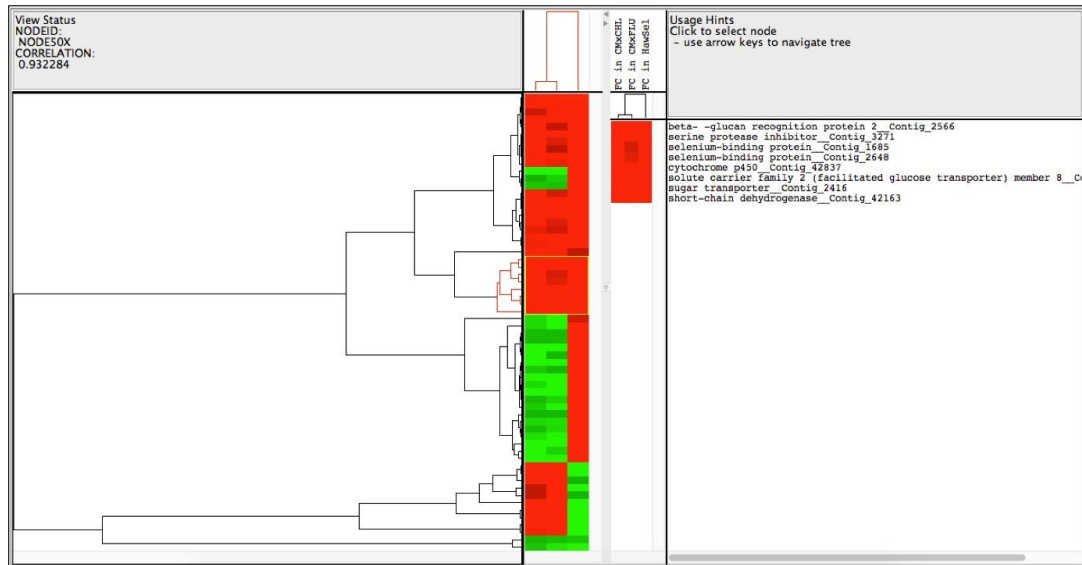 View Status
NODEID:
NODE50X
CORRELATION:
0.932284
FC in CMxCHL
FC in CMxFLU
FC in HawSel
Usage Hints
Click to select node
- use arrow keys to navigate tree
beta- -glucan recognition protein 2__Contig_2566
serine protease inhibitor__Contig_3271
selenium-binding protein__Contig_1685
selenium-binding protein__Contig_2648
cytochrome p450__Contig_42837
solute carrier family 2 (facilitated glucose transporter) member 8__Co
sugar transporter__Contig_2416
short-chain dehydrogenase__Contig_42163